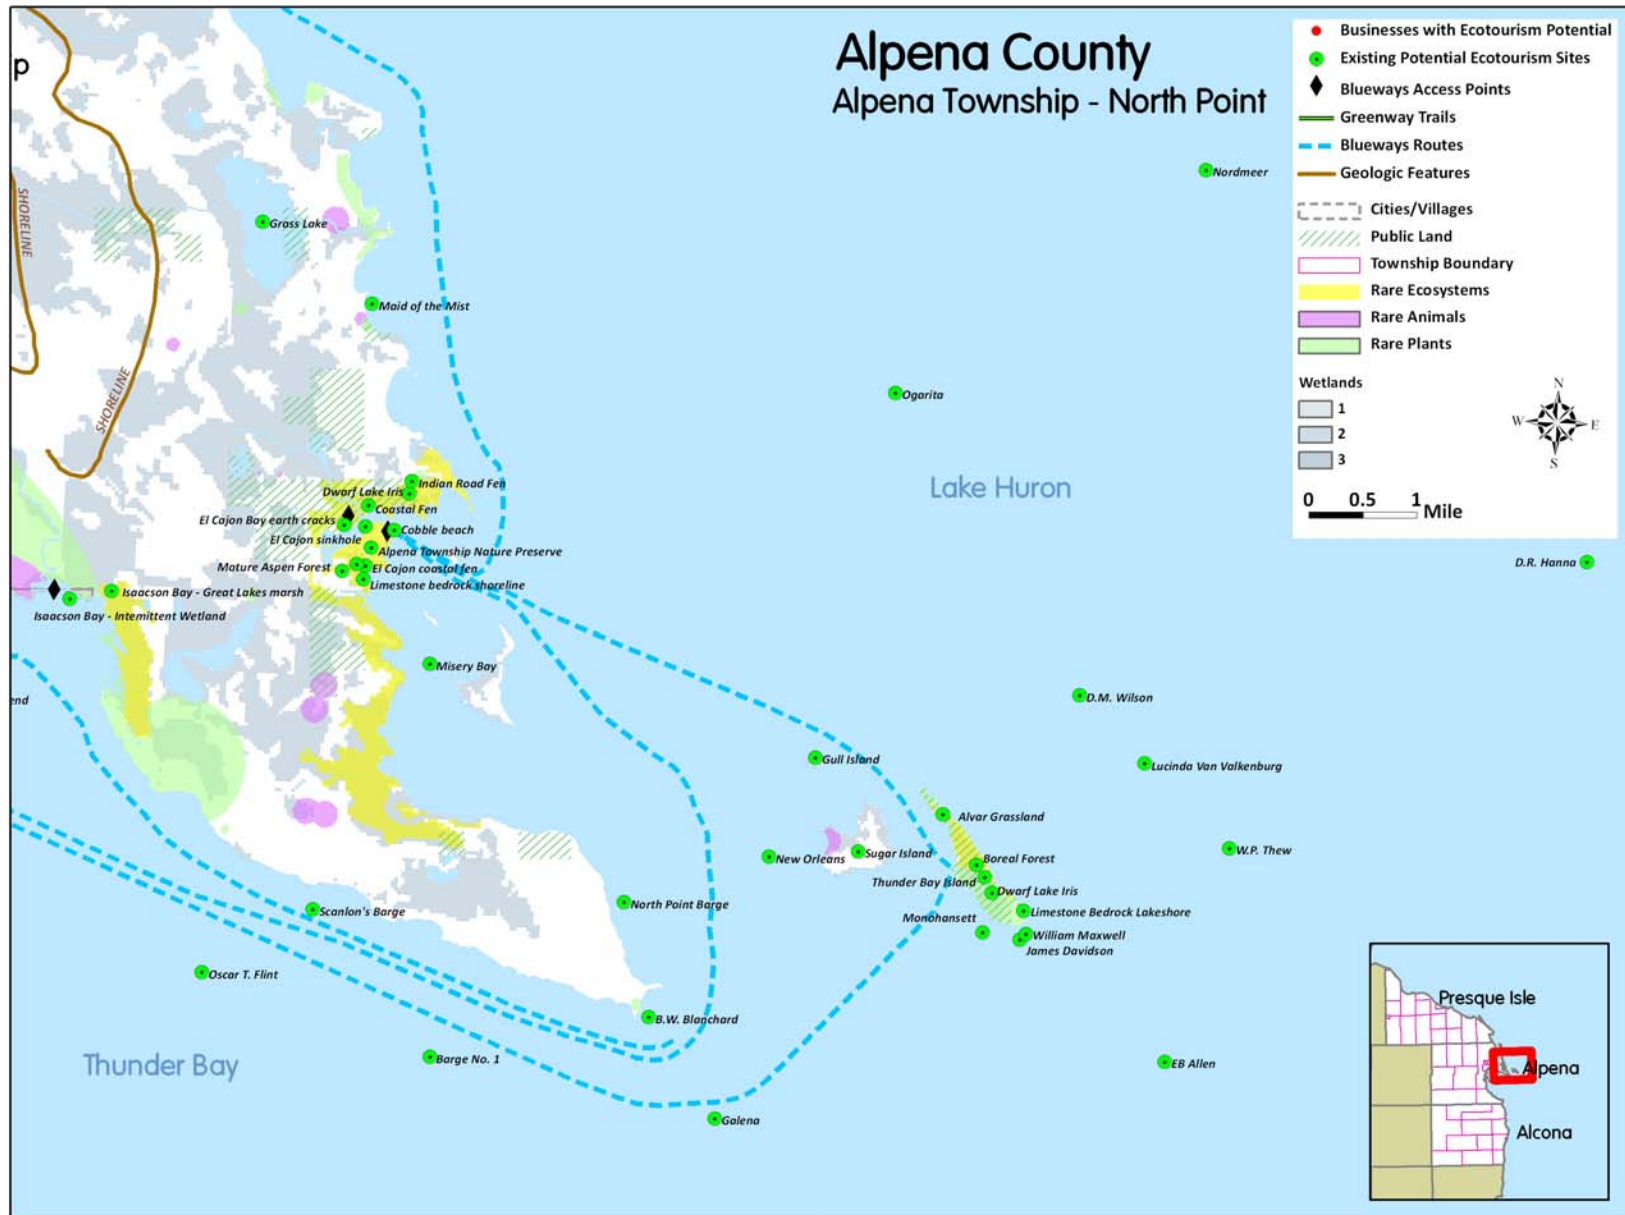 p
Alpena County
Alpena Township - North Point
Businesses with Ecotourism Potential
Existing Potential Ecotourism Sites
Blueways Access Points
Greenway Trails
Blueways Routes
Geologic Features
Cities/Villages
Public Land
Township Boundary
Rare Ecosystems
Rare Animals
Rare Plants
Wetlands
1
2
3
N
W
E
S
0 0.5 1
Mile
Nordmeer
SHORELINE
Grass Lake
Maid of the Mist
SHORELINE
Ogarita
Lake Huron
Indian Road Fen
Dwarf Lake Iris
Coastal Fen
El Cajon Bay earth cracks
Cobble beach
El Cajon sinkhole
Alpena Township Nature Preserve
Mature Aspen Forest
El Cajon coastal fen
Limestone bedrock shoreline
D.R. Hanna
Isaacson Bay - Great Lakes marsh
Isaacson Bay - Intemittent Wetland
Misery Bay
end
D.M. Wilson
Gull Island
Lucinda Van Valkenburg
Alvar Grassland
New Orleans
Sugar Island
Boreal Forest
W.P. Thew
Thunder Bay Island
Dwarf Lake Iris
North Point Barge
Scanlon's Barge
Limestone Bedrock Lakeshore
Monohansett
William Maxwell
James Davidson
Oscar T. Flint
B.W. Blanchard
Barge No. 1
Thunder Bay
EB Allen
Galena
Presque Isle
Alpena
Alcona